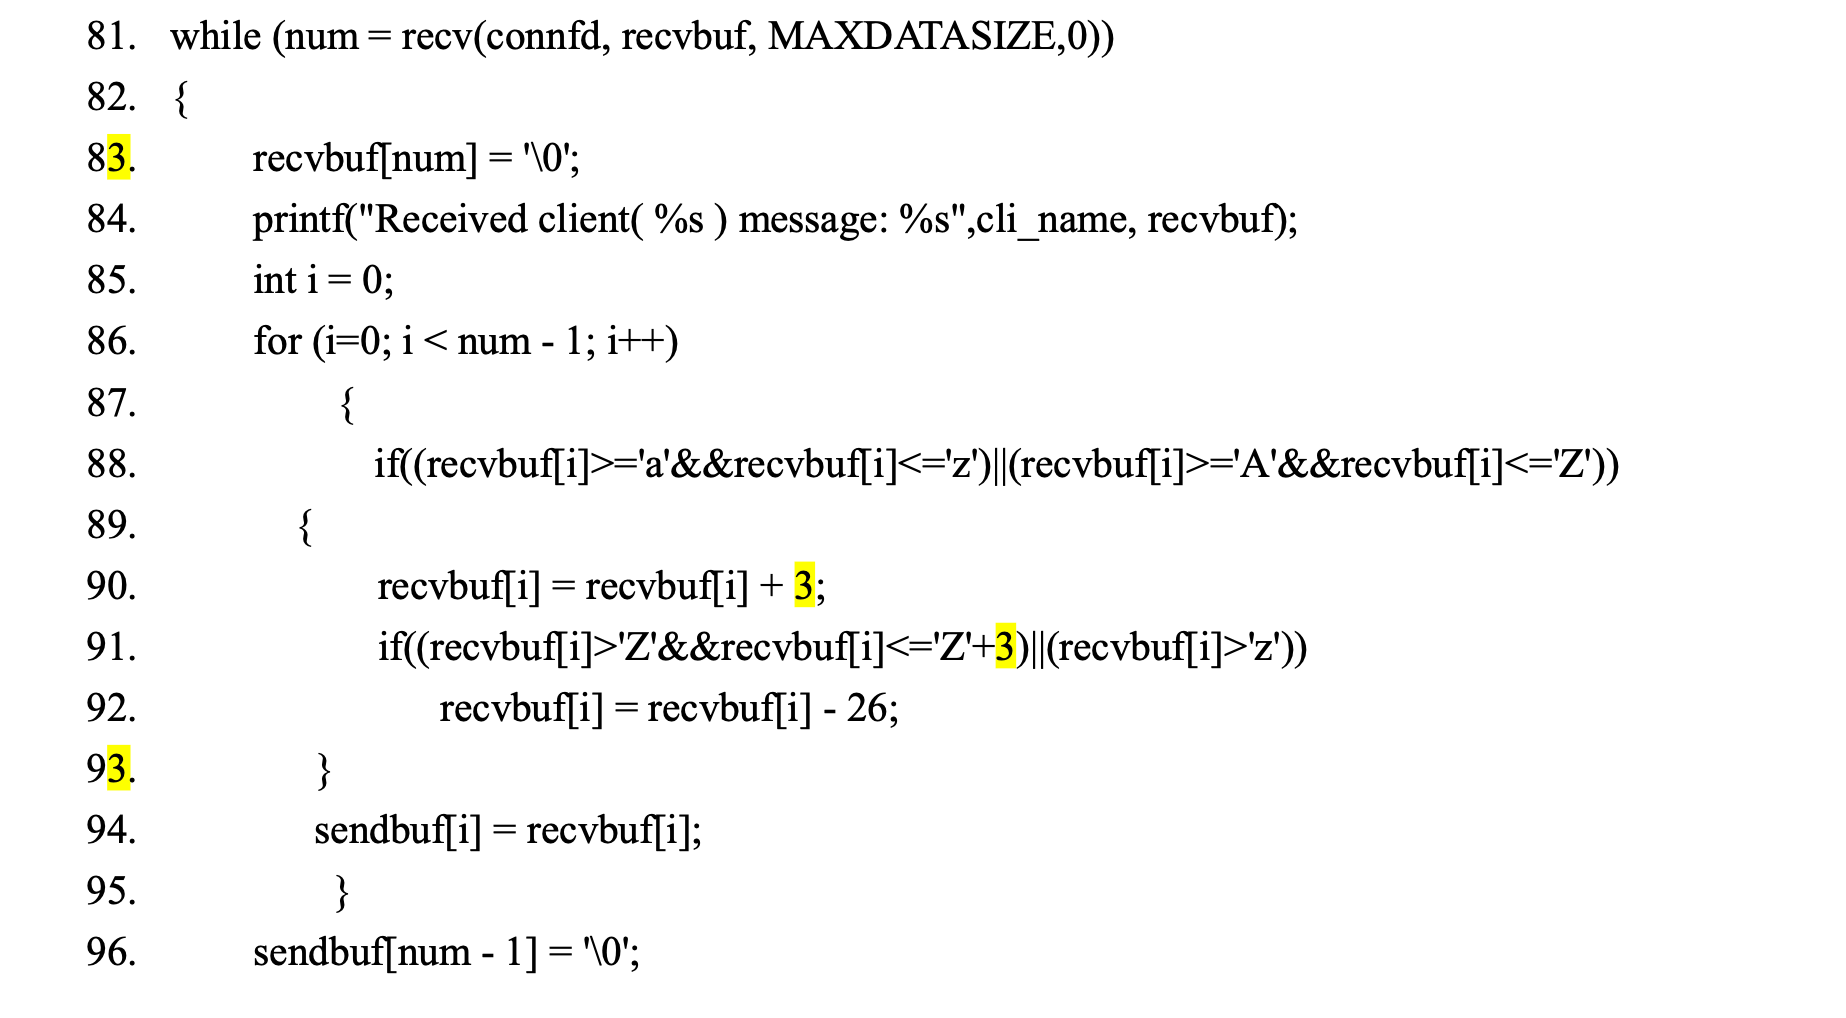 81. while (num = recv(connfd, recvbuf, MAXDATASIZE,0))
82. {
83. recvbuf[num] = '\0';
84. printf("Received client( %s ) message: %s",cli_name, recvbuf);
85. int i = 0;
86. for (i=0; i < num - 1; i++)
87. {
88. if((recvbuf[i]>='a'&&recvbuf[i]<='z')||(recvbuf[i]>='A'&&recvbuf[i]<='Z'))
89. {
90. recvbuf[i] = recvbuf[i] + 3;
91. if((recvbuf[i]>'Z'&&recvbuf[i]<='Z'+3)||(recvbuf[i]>'z'))
92. recvbuf[i] = recvbuf[i] - 26;
93. }
94. sendbuf[i] = recvbuf[i];
95. }
96. sendbuf[num - 1] = '\0';